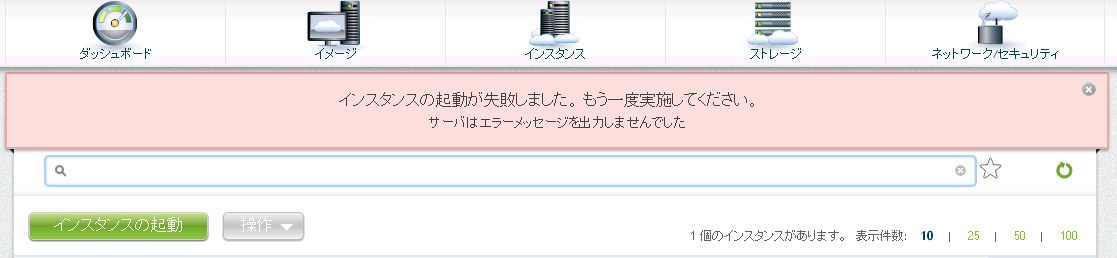 ダッシュボード イメージ インスタンス ストレージ ネットワーク/セキュリティ
インスタンスの起動が失敗しました。もう一度実施してください。
サーバはエラーメッセージを出力しませんでした
インスタンスの起動 操作
1 個のインスタンスがあります。 表示件数: 10 | 25 | 50 | 100